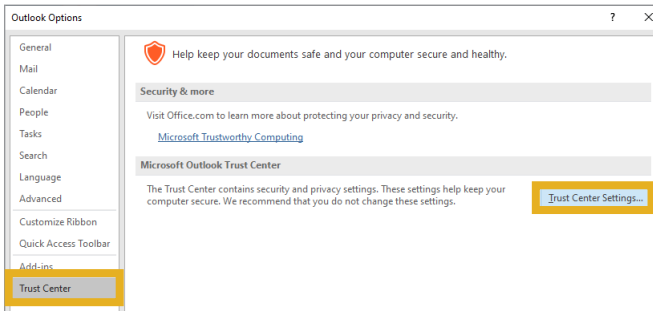 Outlook Options
?
General
Mail
Calendar
People
Tasks
Search
Language
Advanced
Customize Ribbon
Quick Access Toolbar
Add-ins
Trust Center
Help keep your documents safe and your computer secure and healthy.
Security & more
Visit Office.com to learn more about protecting your privacy and security.
Microsoft Trustworthy Computing
Microsoft Outlook Trust Center
The Trust Center contains security and privacy settings. These settings help keep your
computer secure. We recommend that you do not change these settings.
Trust Center Settings...